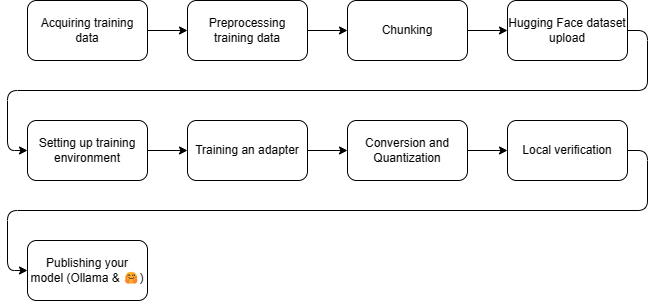 Acquiring training
data
Preprocessing
training data
Chunking
Hugging Face dataset
upload
Setting up training
environment
Training an adapter
Conversion and
Quantization
Local verification
Publishing your
model (Ollama & 🤗)